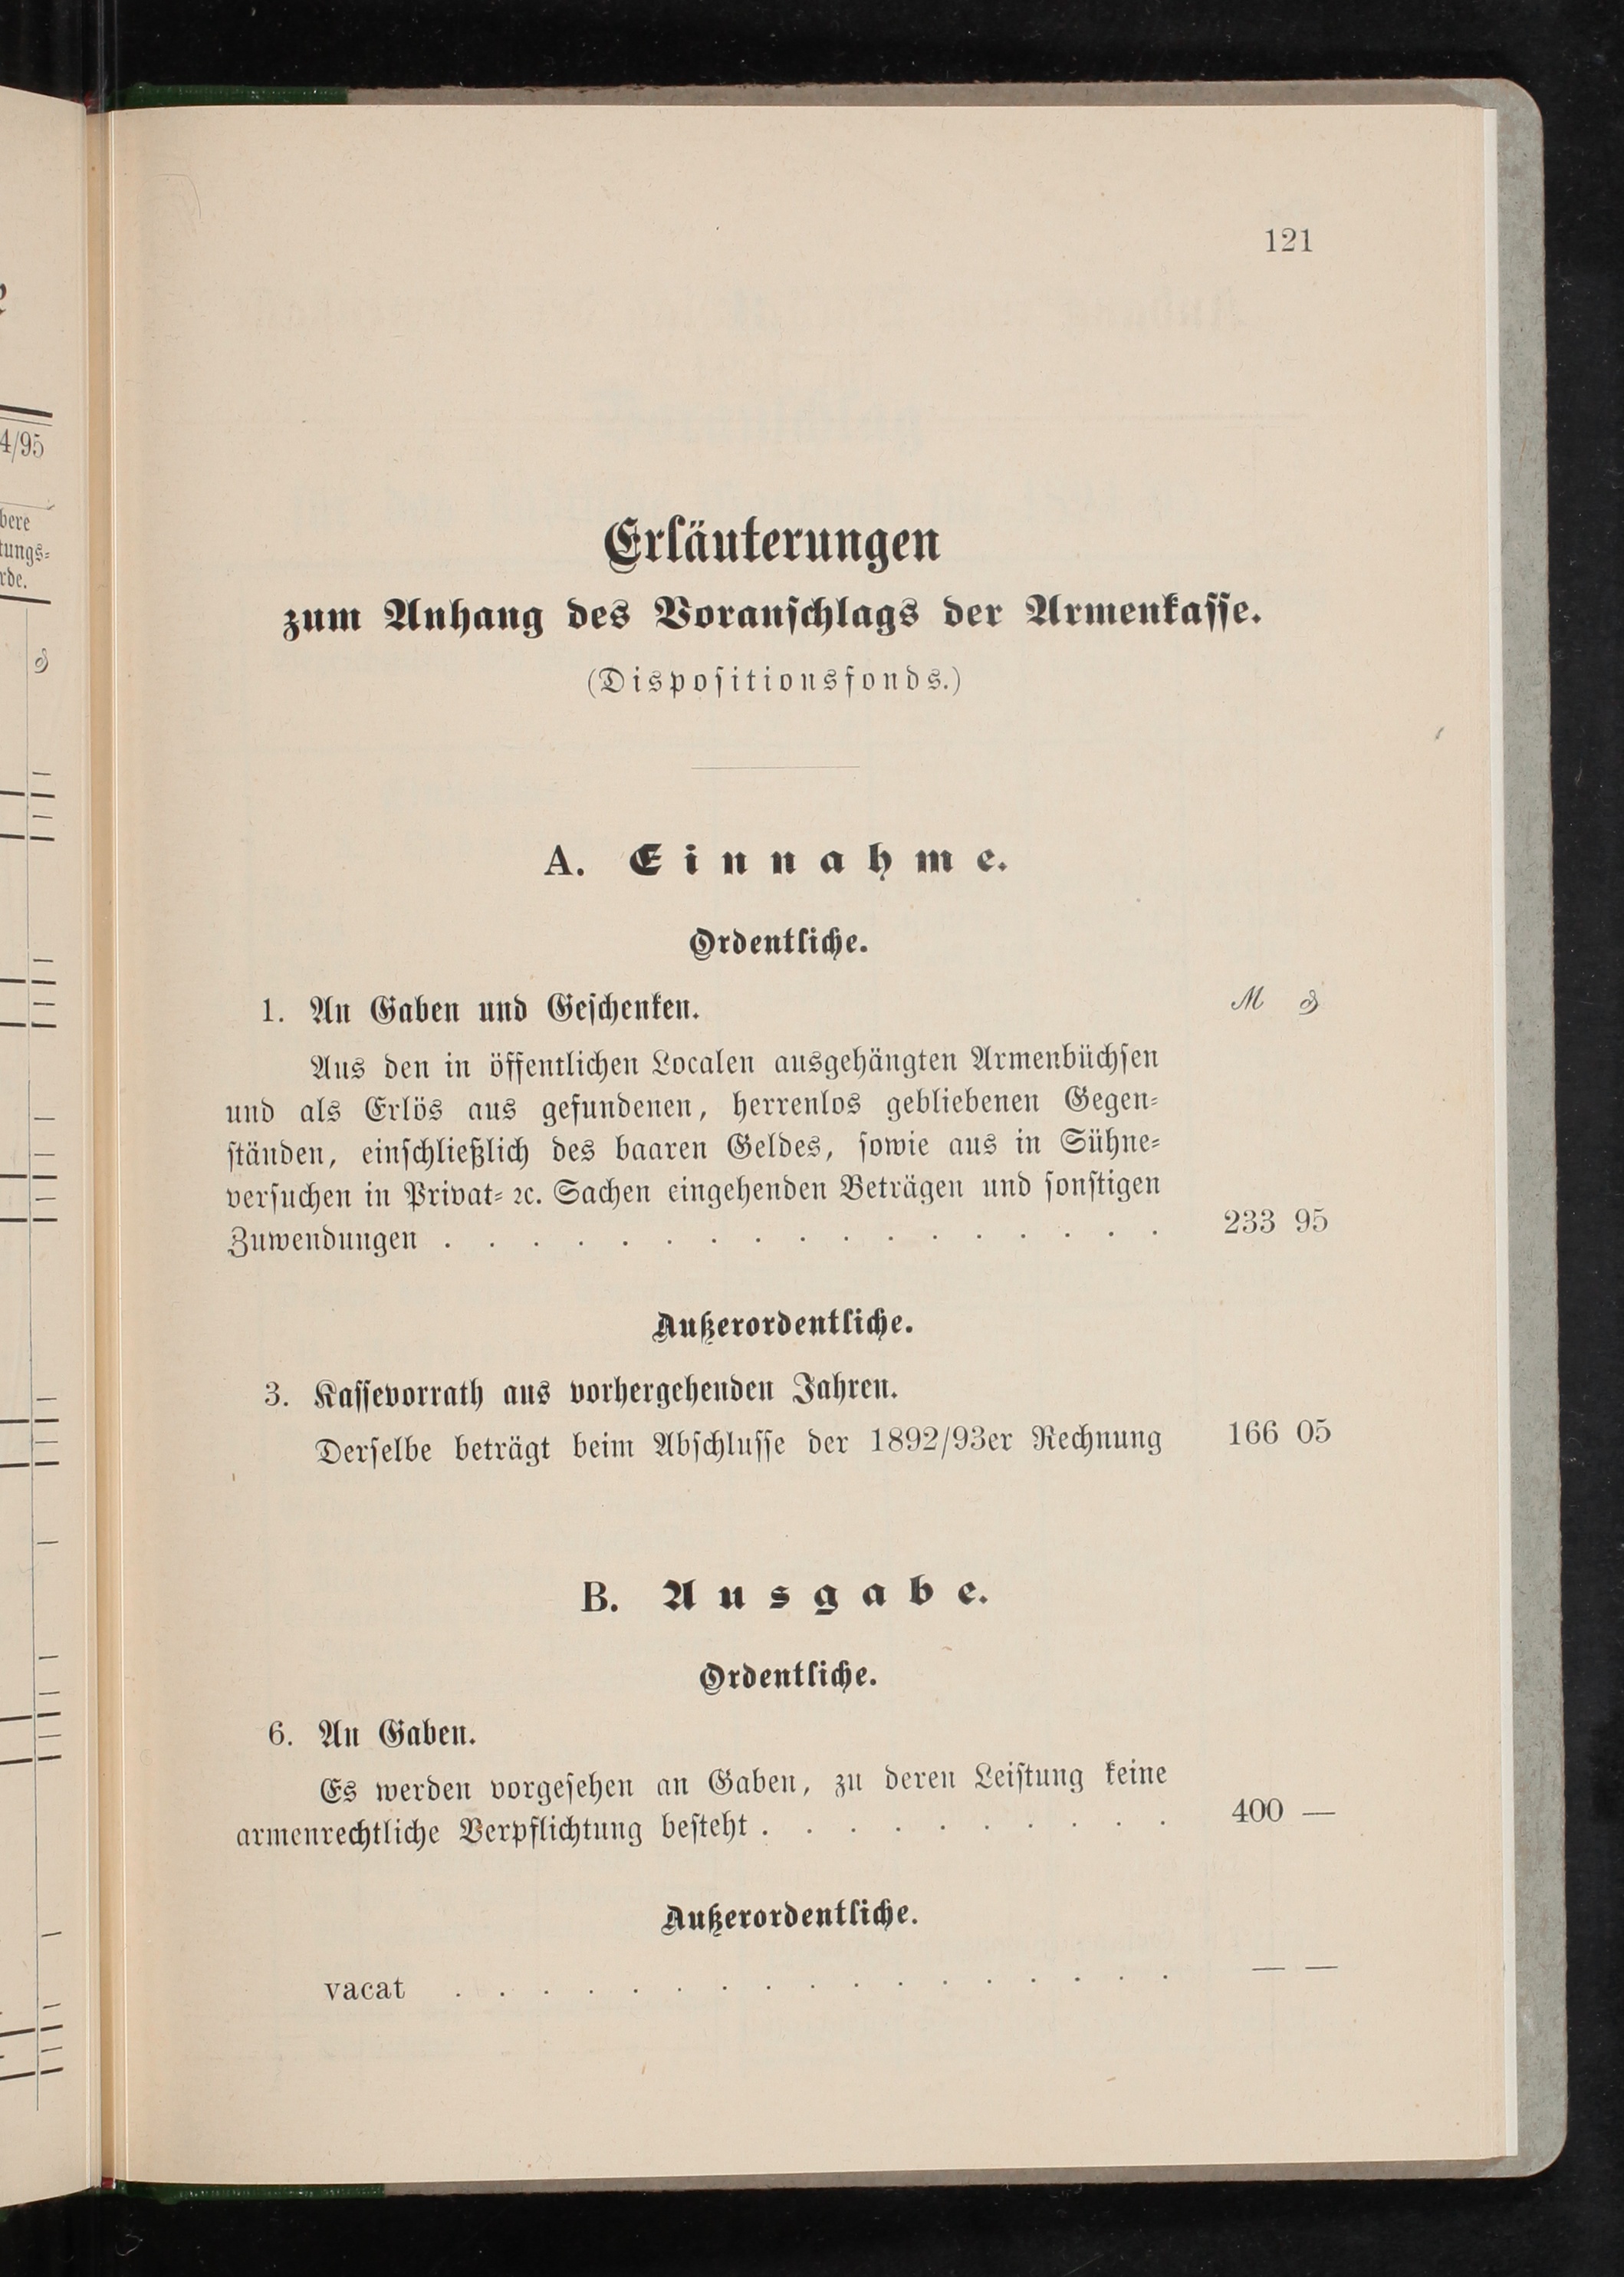 121
4/95
Erläuterungen
zum Anhang des Voranschlags der Armenkasse.
(Dispositionsfonds.)
A. Einnahme.
Ordentliche.
1. An Gaben und Geschenken. ℳ ₰
Aus den in öffentlichen Localen ausgehängten Armenbüchsen
und als Erlös aus gefundenen, herrenlos gebliebenen Gegen-
ständen, einschließlich des baaren Geldes, sowie aus in Sühne-
versuchen in Privat- ꝛc. Sachen eingehenden Beträgen und sonstigen
Zuwendungen . . . . . . . . . . . . . . . . . 233 95
Außerordentliche.
3. Kassevorrath aus vorhergehenden Jahren.
Derselbe beträgt beim Abschlusse der 1892/93er Rechnung 166 05
B. Ausgabe.
Ordentliche.
6. An Gaben.
Es werden vorgesehen an Gaben, zu deren Leistung keine
armenrechtliche Verpflichtung besteht . . . . . . . . . . 400 —
Außerordentliche.
vacat . . . . . . . . . . . . . . . . . — —